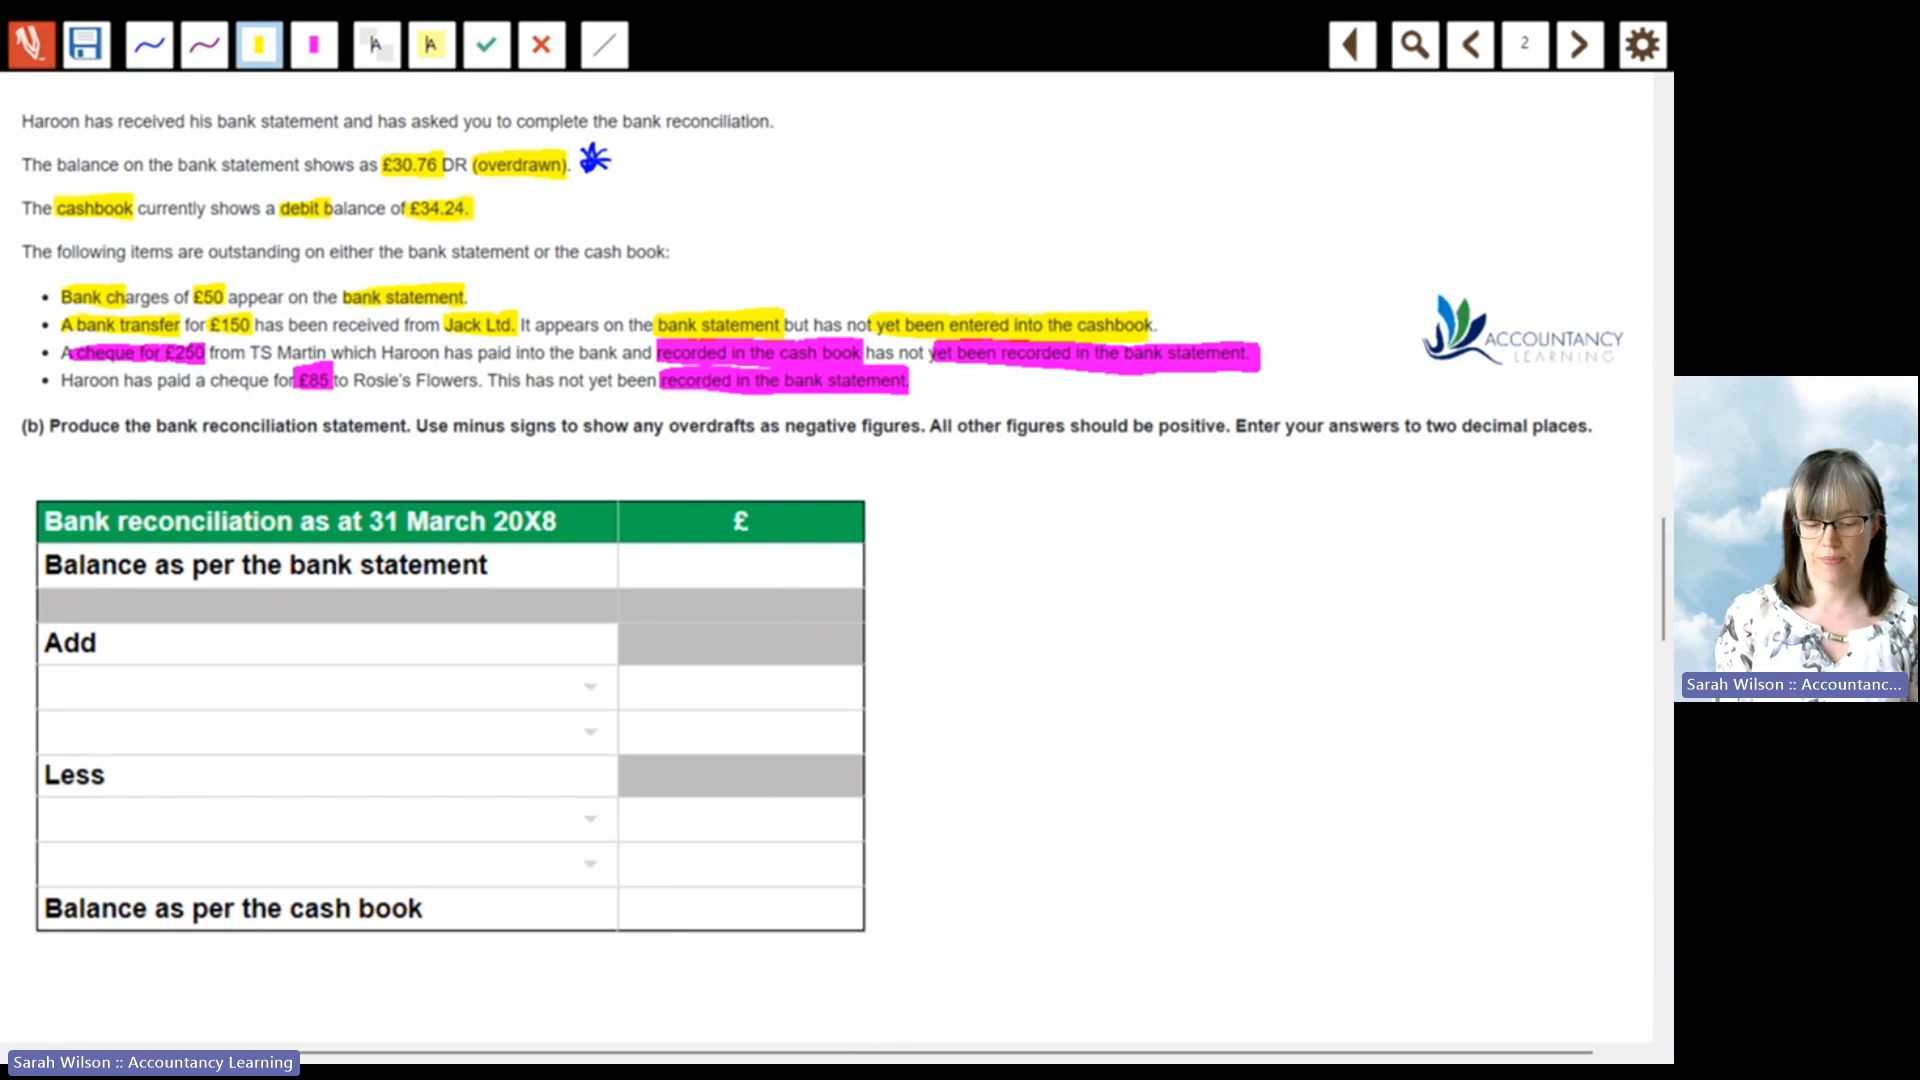 2
Haroon has received his bank statement and has asked you to complete the bank reconciliation.
The balance on the bank statement shows as £30.76 DR (overdrawn).
The cashbook currently shows a debit balance of £34.24.
The following items are outstanding on either the bank statement or the cash book:
• Bank charges of £50 appear on the bank statement.
• A bank transfer for £150 has been received from Jack Ltd. It appears on the bank statement but has not yet been entered into the cashbook.
• A cheque for £250 from TS Martin which Haroon has paid into the bank and recorded in the cash book has not yet been recorded in the bank statement.
• Haroon has paid a cheque for £85 to Rosie's Flowers. This has not yet been recorded in the bank statement.
ACCOUNTANCY
LEARNING
(b) Produce the bank reconciliation statement. Use minus signs to show any overdrafts as negative figures. All other figures should be positive. Enter your answers to two decimal places.
Bank reconciliation as at 31 March 20X8 £
Balance as per the bank statement
Add
Less
Balance as per the cash book
Sarah Wilson :: Accountanc...
Sarah Wilson :: Accountancy Learning